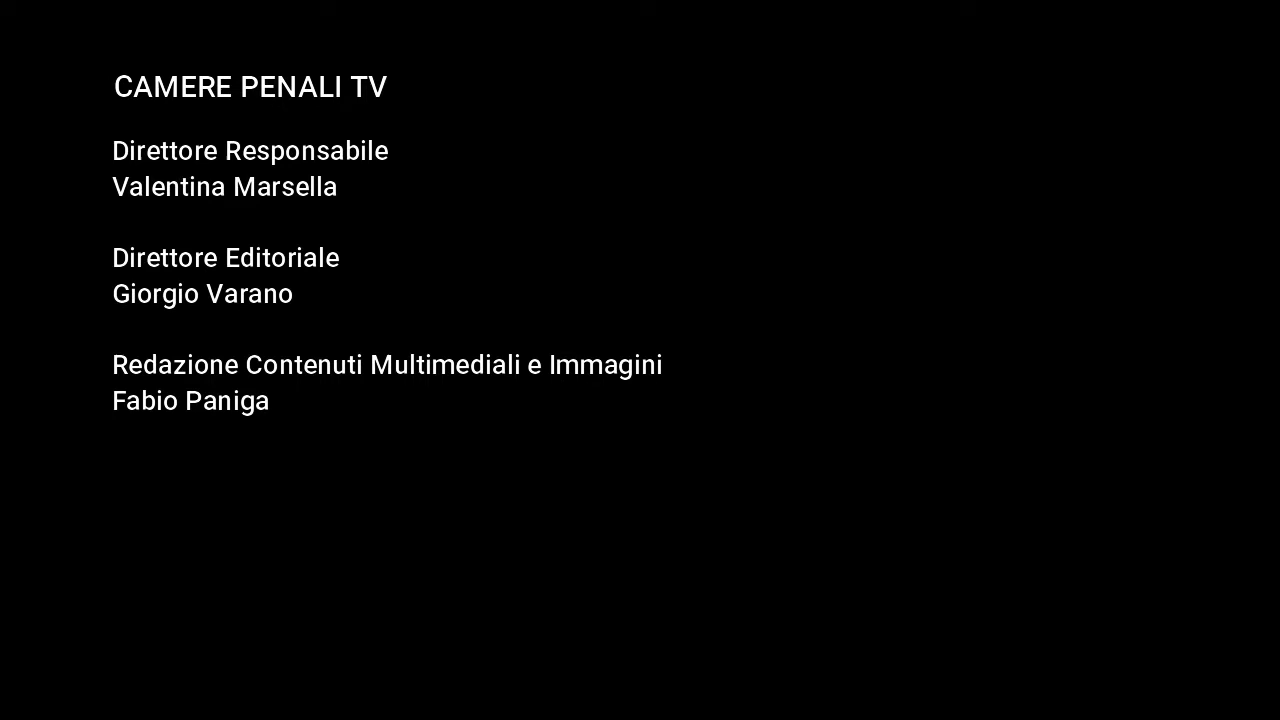 CAMERE PENALI TV
Direttore Responsabile
Valentina Marsella
Direttore Editoriale
Giorgio Varano
Redazione Contenuti Multimediali e Immagini
Fabio Paniga